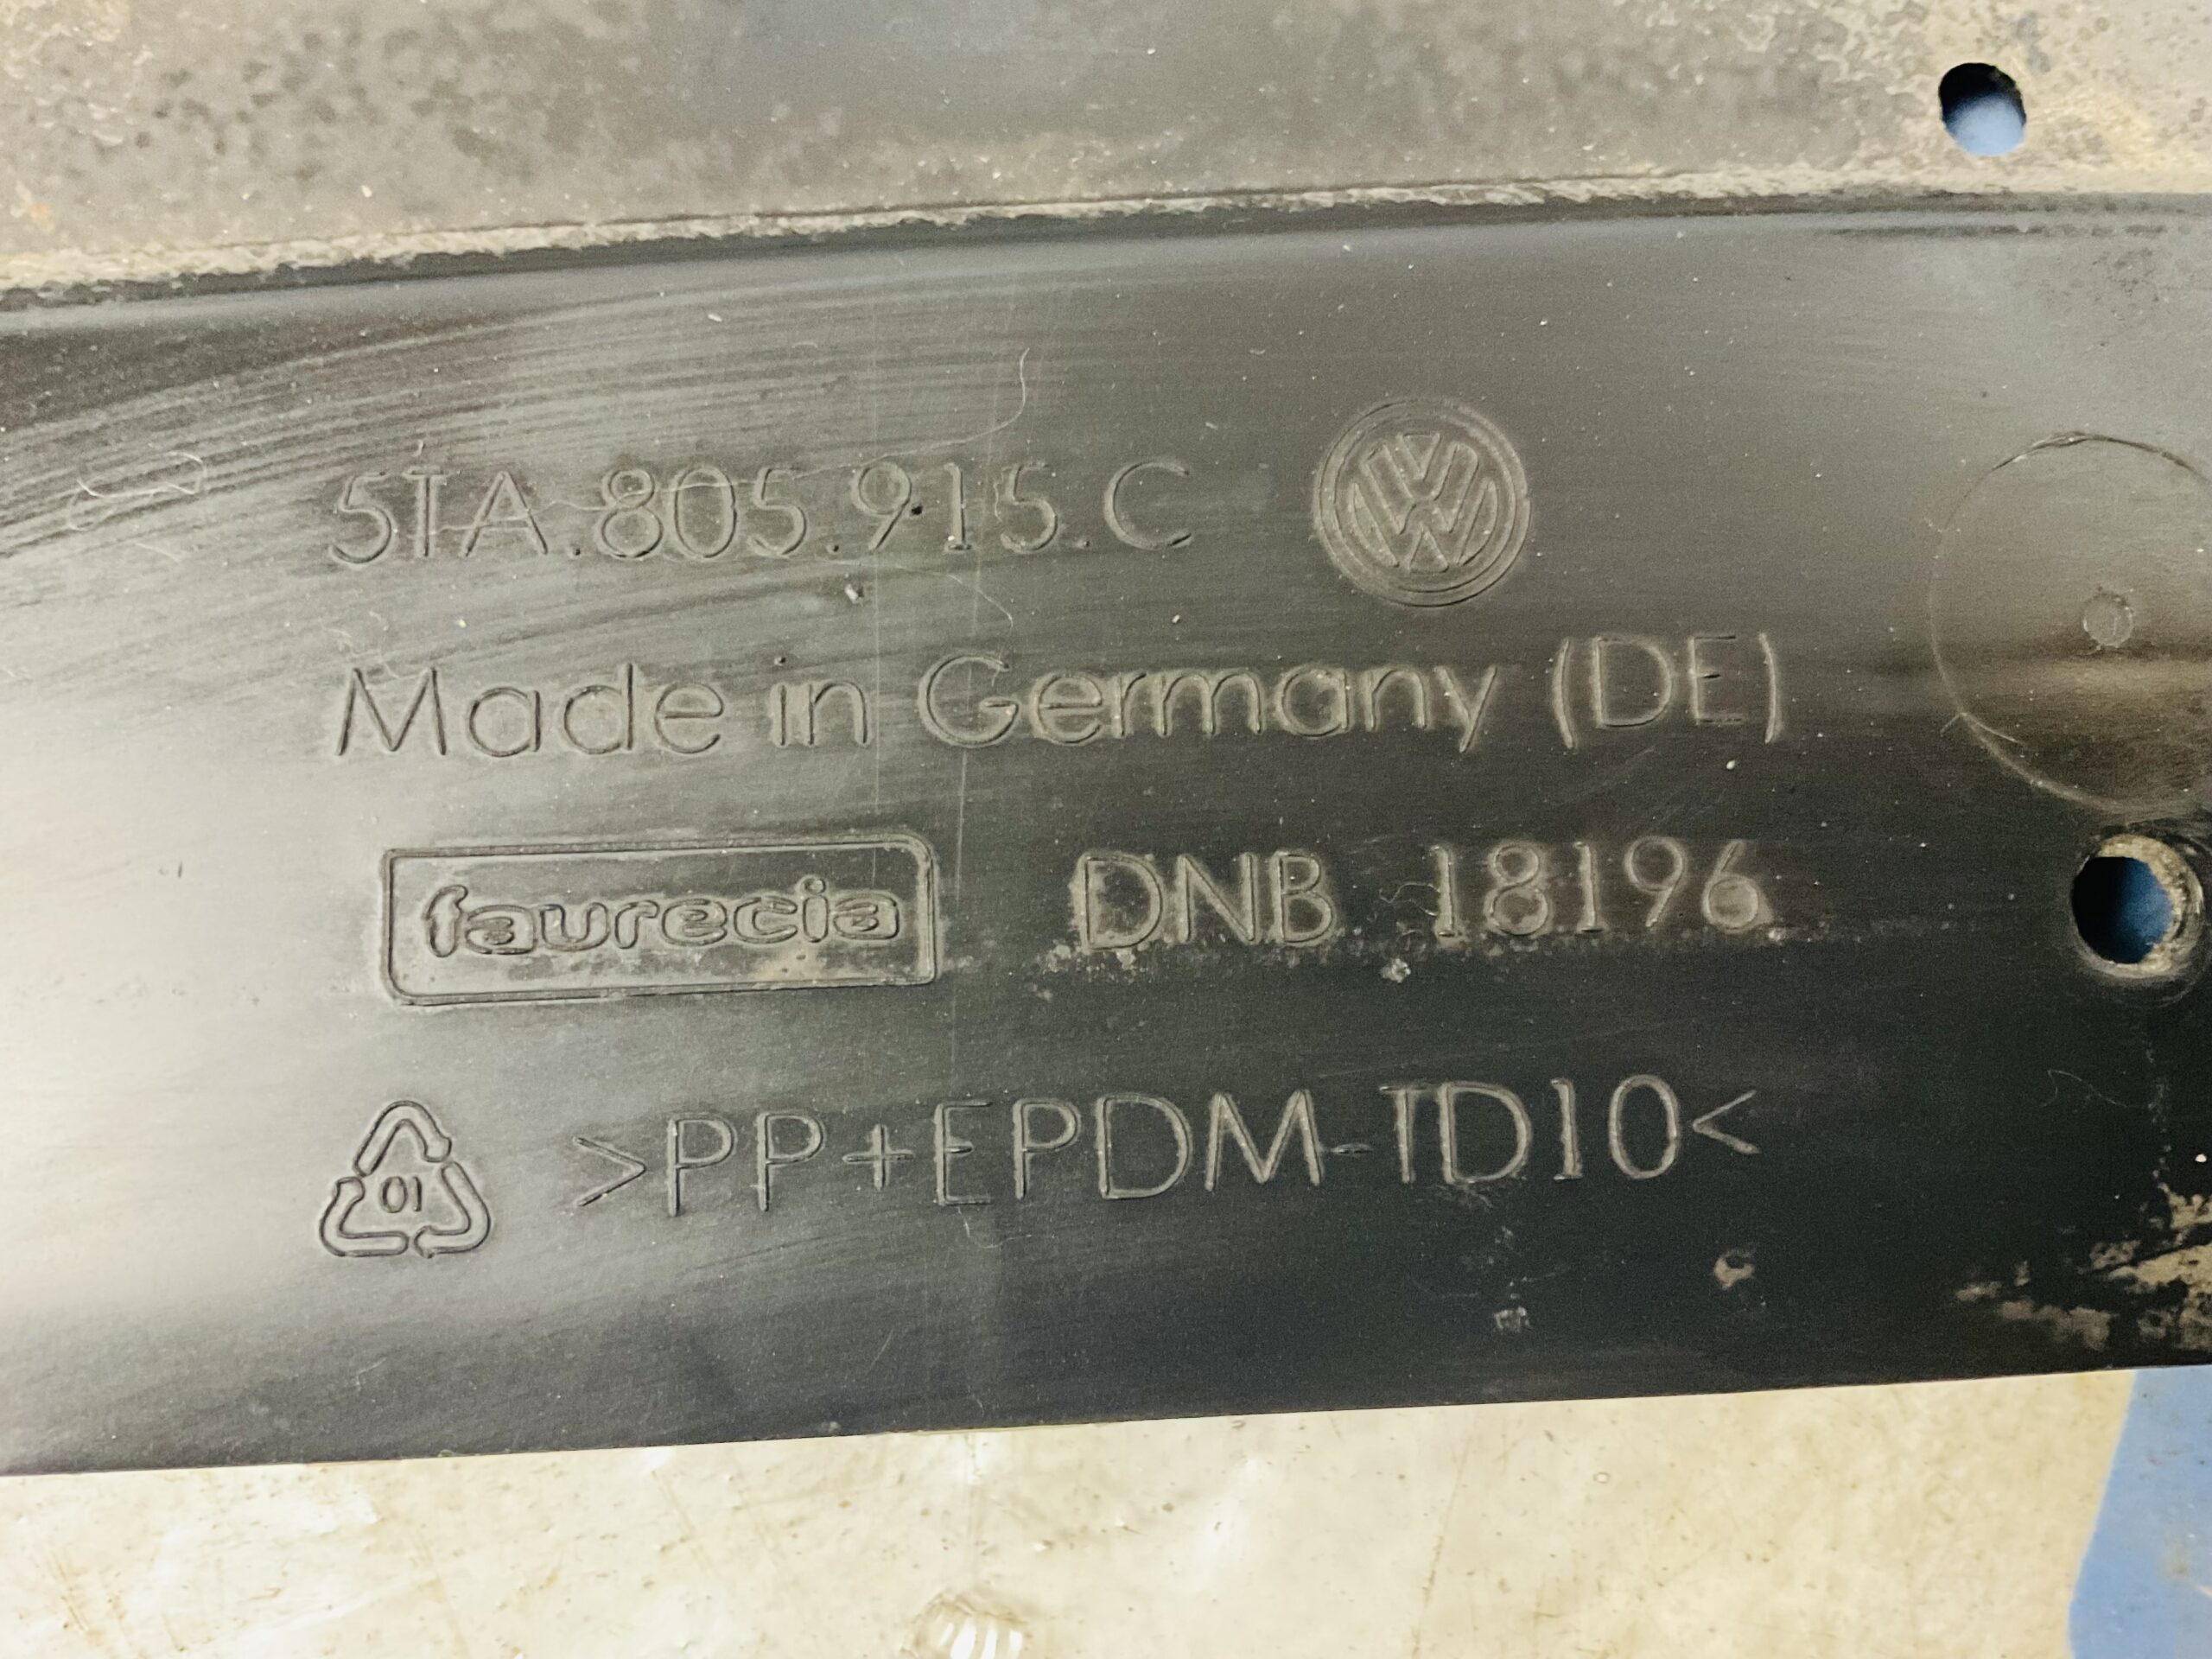 5TA.805.915.C
Made in Germany (DE)
faurecia DNB 18196
01 >PP+EPDM-TD10<